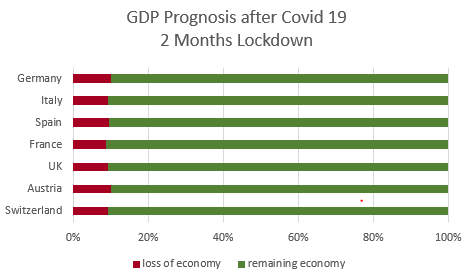 GDP Prognosis after Covid 19
2 Months Lockdown
Germany
Italy
Spain
France
UK
Austria
Switzerland
0% 20% 40% 60% 80% 100%
loss of economy remaining economy